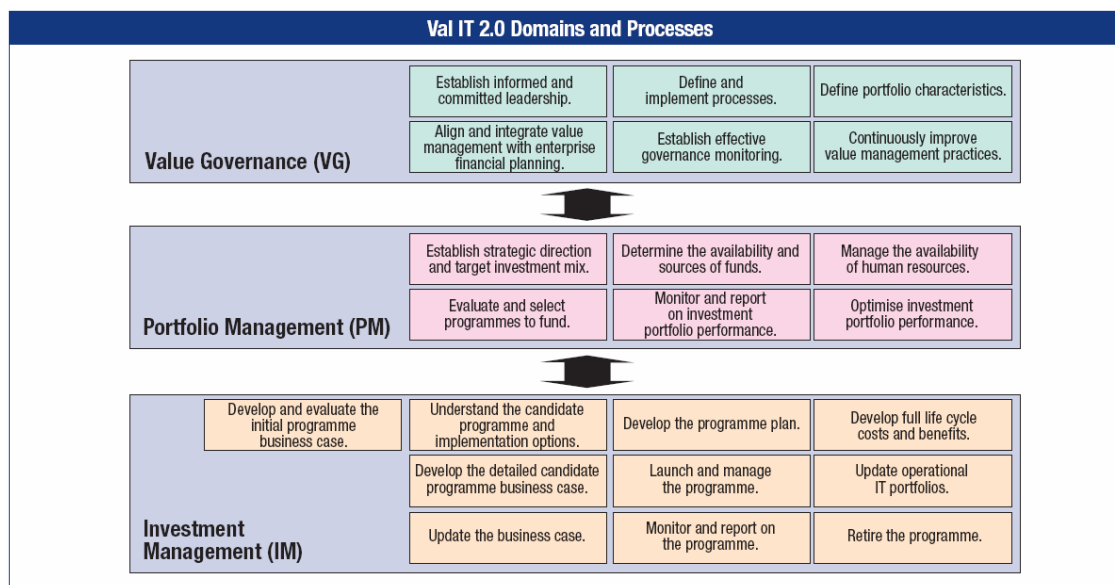 Val IT 2.0 Domains and Processes
Establish informed and
committed leadership.
Define and
implement processes.
Define portfolio characteristics.
Align and integrate value
management with enterprise
financial planning.
Establish effective
governance monitoring.
Continuously improve
value management practices.
Value Governance (VG)
Establish strategic direction
and target investment mix.
Determine the availability and
sources of funds.
Manage the availability
of human resources.
Evaluate and select
programmes to fund.
Monitor and report
on investment
portfolio performance.
Optimise investment
portfolio performance.
Portfolio Management (PM)
Develop and evaluate the
initial programme
business case.
Understand the candidate
programme and
implementation options.
Develop the programme plan.
Develop full life cycle
costs and benefits.
Develop the detailed candidate
programme business case.
Launch and manage
the programme.
Update operational
IT portfolios.
Update the business case.
Monitor and report on
the programme.
Retire the programme.
Investment
Management (IM)